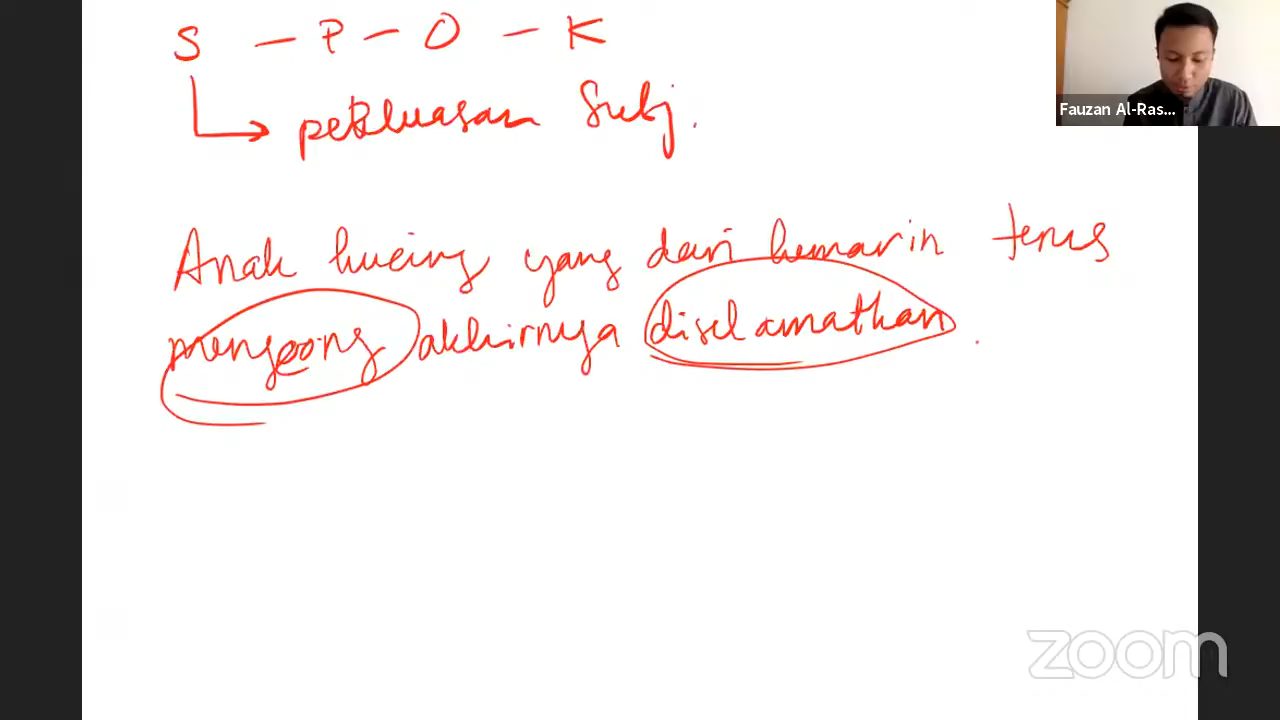 S - P - O - K
Fauzan Al-Ras...
perluasan Subj.
Anak kucing yang dari kemarin terus
mengeong akhirnya diselamatkan.
zoom